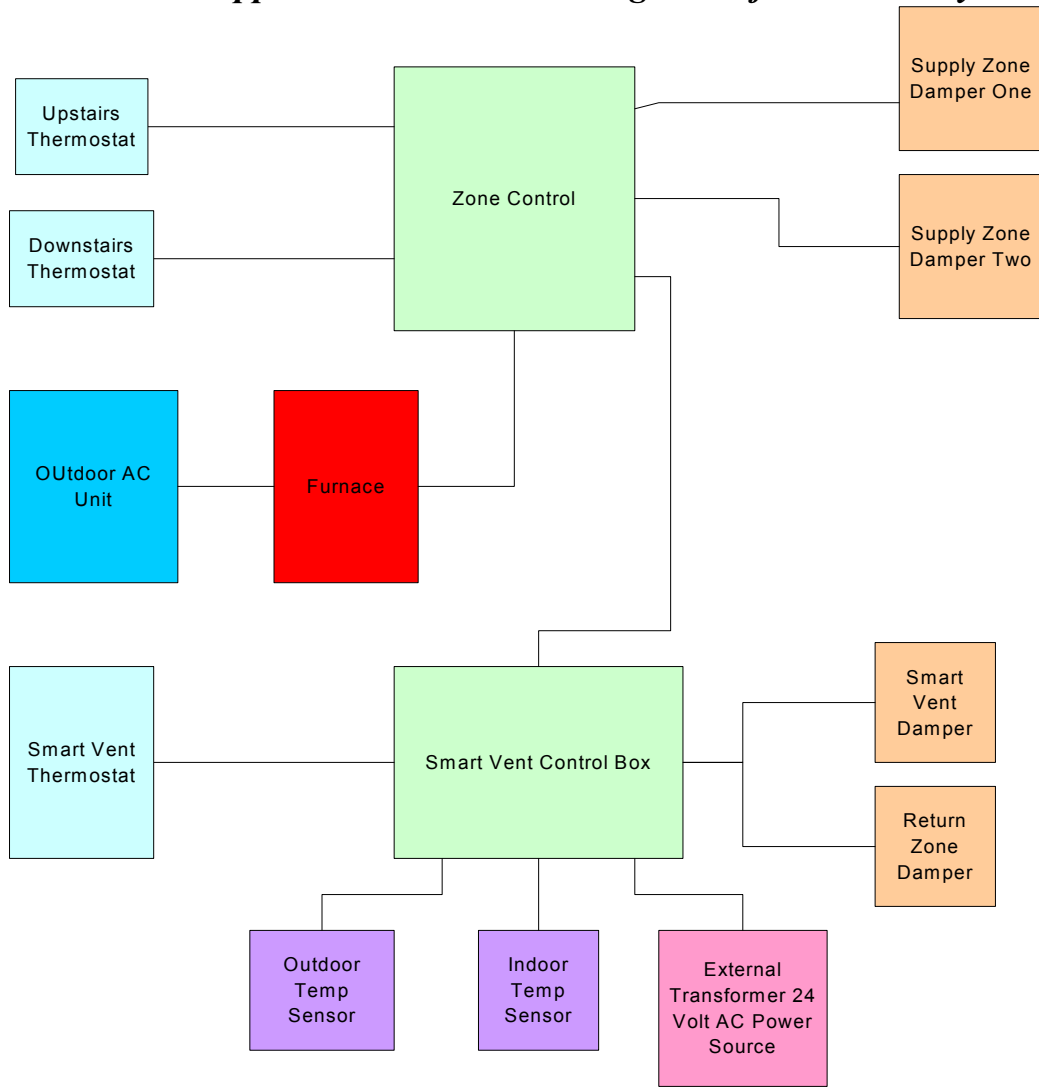 Upstairs
Thermostat
Supply Zone
Damper One
Zone Control
Downstairs
Thermostat
Supply Zone
Damper Two
OUtdoor AC
Unit
Furnace
Smart Vent
Thermostat
Smart Vent Control Box
Smart
Vent
Damper
Return
Zone
Damper
Outdoor
Temp
Sensor
Indoor
Temp
Sensor
External
Transformer 24
Volt AC Power
Source